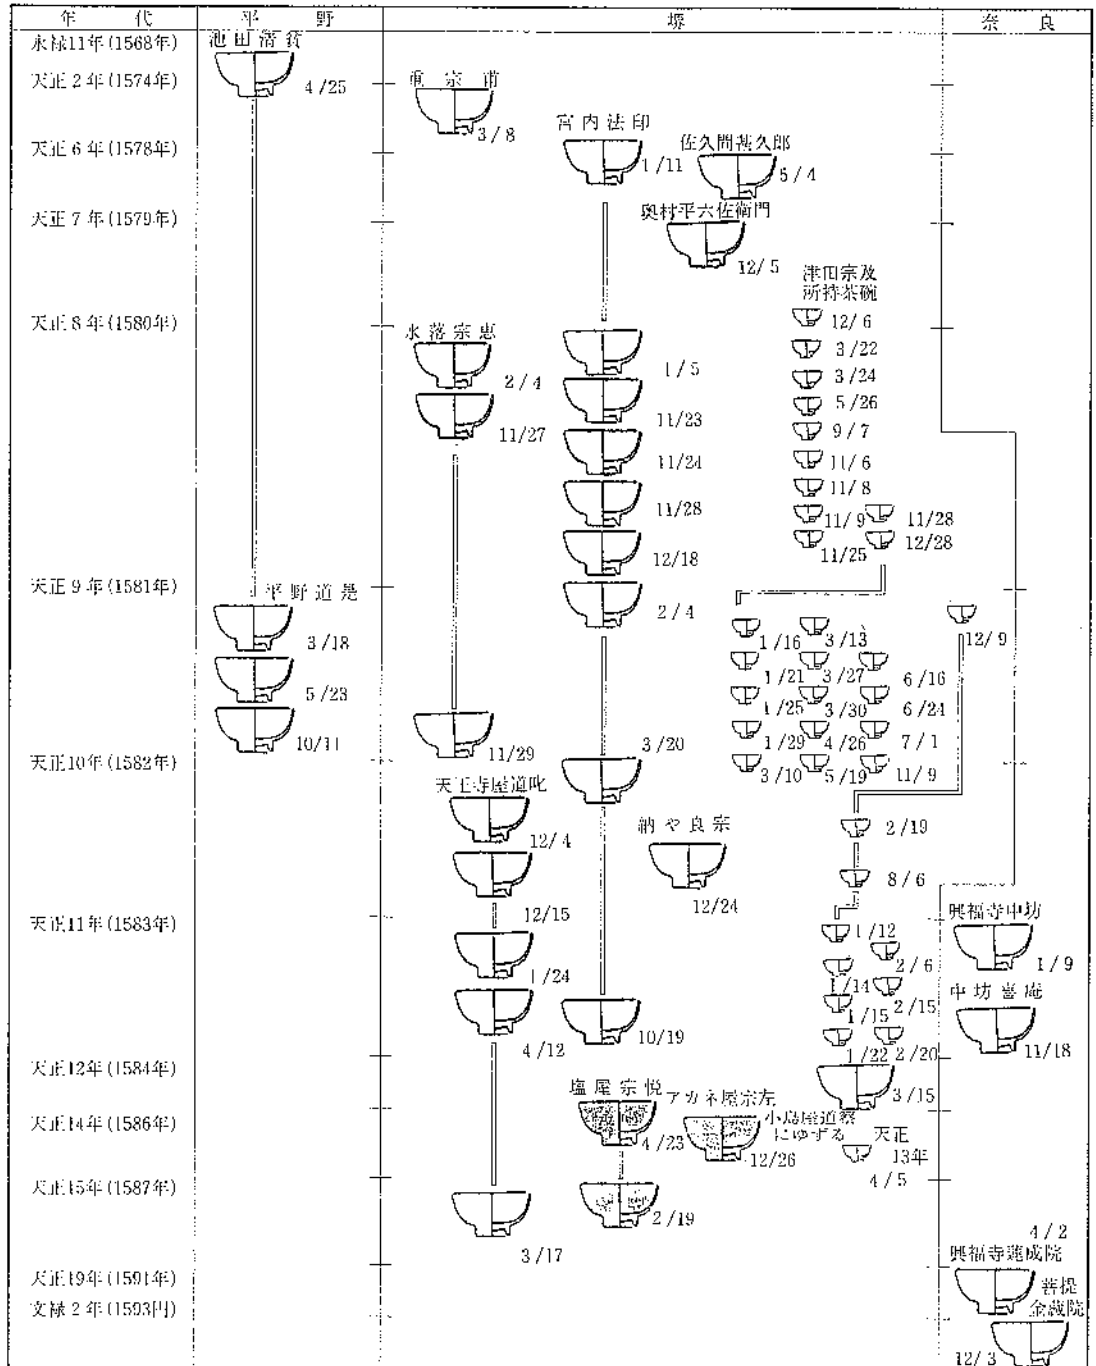 年代 平野 堺 奈良
永禄11年(1568年)
池田清貧
4/25
天正2年(1574年)
重宗甫
3/8
宮内法印
1/11
佐久間甚九郎
5/4
天正6年(1578年)
天正7年(1579年)
奥村平六佐衛門
12/5
津田宗及
所持茶碗
12/6
3/22
3/24
5/26
9/7
11/6
11/8
11/9 11/28
11/25 12/28
天正8年(1580年)
水落宗恵
2/4
11/27
1/5
11/23
11/24
11/28
12/18
2/4
天正9年(1581年)
平野道是
3/18
5/23
10/11
11/29
3/20
1/16 3/13
1/21 3/27 6/16
1/25 3/30 6/24
1/29 4/26 7/1
3/10 5/19 11/9
12/9
天正10年(1582年)
天王寺屋道叱
12/4
12/15
納や良宗
12/24
2/19
8/6
天正11年(1583年)
1/24
4/12
10/19
1/12
2/6
1/14
2/15
1/15
1/22 2/20
興福寺中坊
1/9
中坊喜庵
11/18
天正12年(1584年)
3/15
天正14年(1586年)
塩屋宗悦
4/23
アカネ屋宗左
12/26
小島屋道察
にゆずる
天正
13年
4/5
天正15年(1587年)
3/17
2/19
天正19年(1591年)
4/2
興福寺蓮成院
文禄2年(1593円)
菩提
金蔵院
12/3